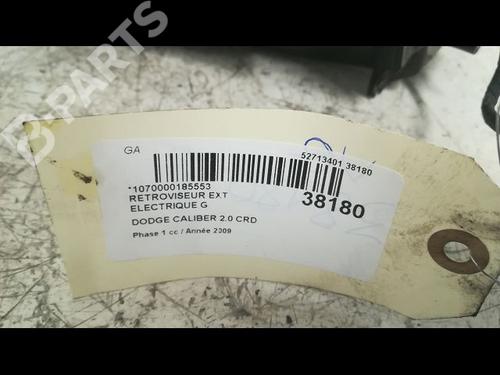 GA
52713401 38180
*1070000185553
38180
RETROVISEUR EXT
ELECTRIQUE G
DODGE CALIBER 2.0 CRD
Phase 1 cc / Année 2009
B-PARTS